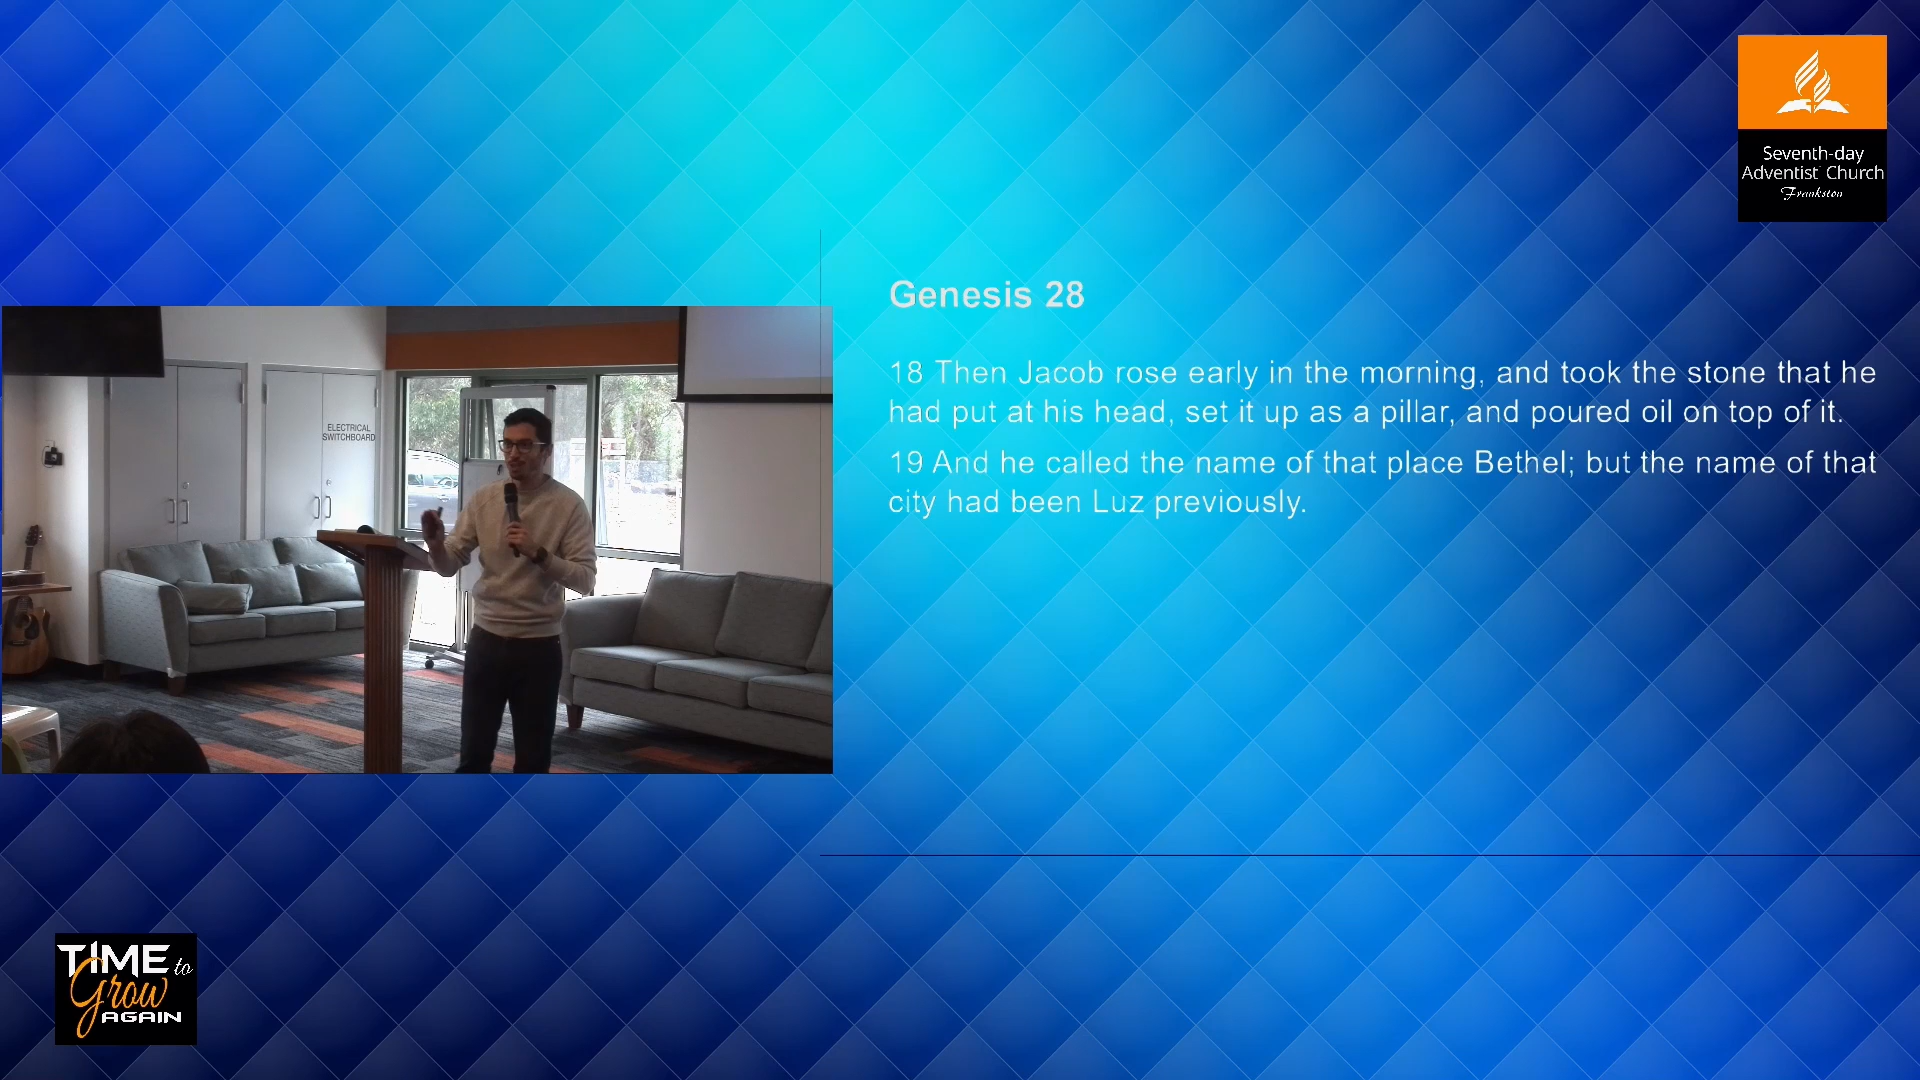 Seventh-day
Adventist Church
Frankston
Genesis 28
18 Then Jacob rose early in the morning, and took the stone that he
had put at his head, set it up as a pillar, and poured oil on top of it.
19 And he called the name of that place Bethel; but the name of that
city had been Luz previously.
ELECTRICAL
SWITCHBOARD
TIME to
Grow
AGAIN